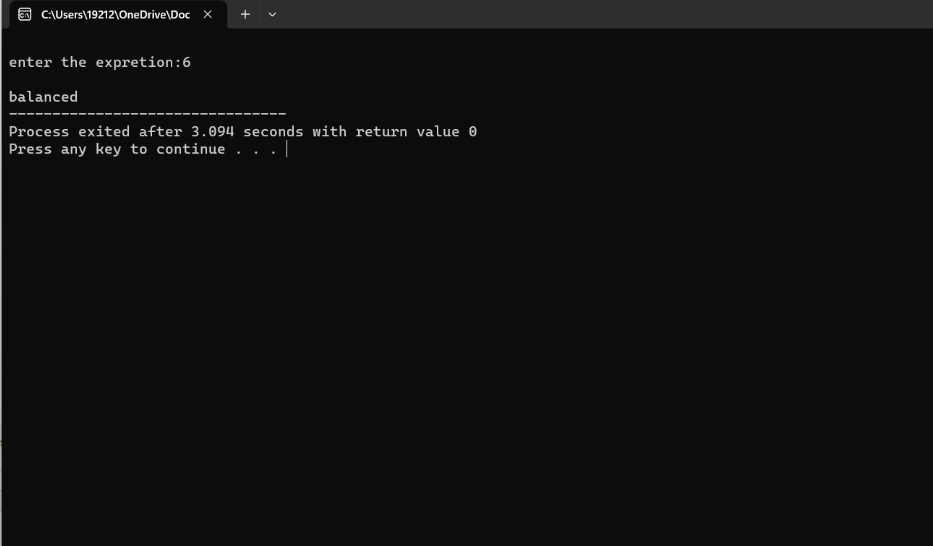 C:\Users\19212\OneDrive\Doc
enter the expretion:6
balanced
--------------------------------
Process exited after 3.094 seconds with return value 0
Press any key to continue . . .